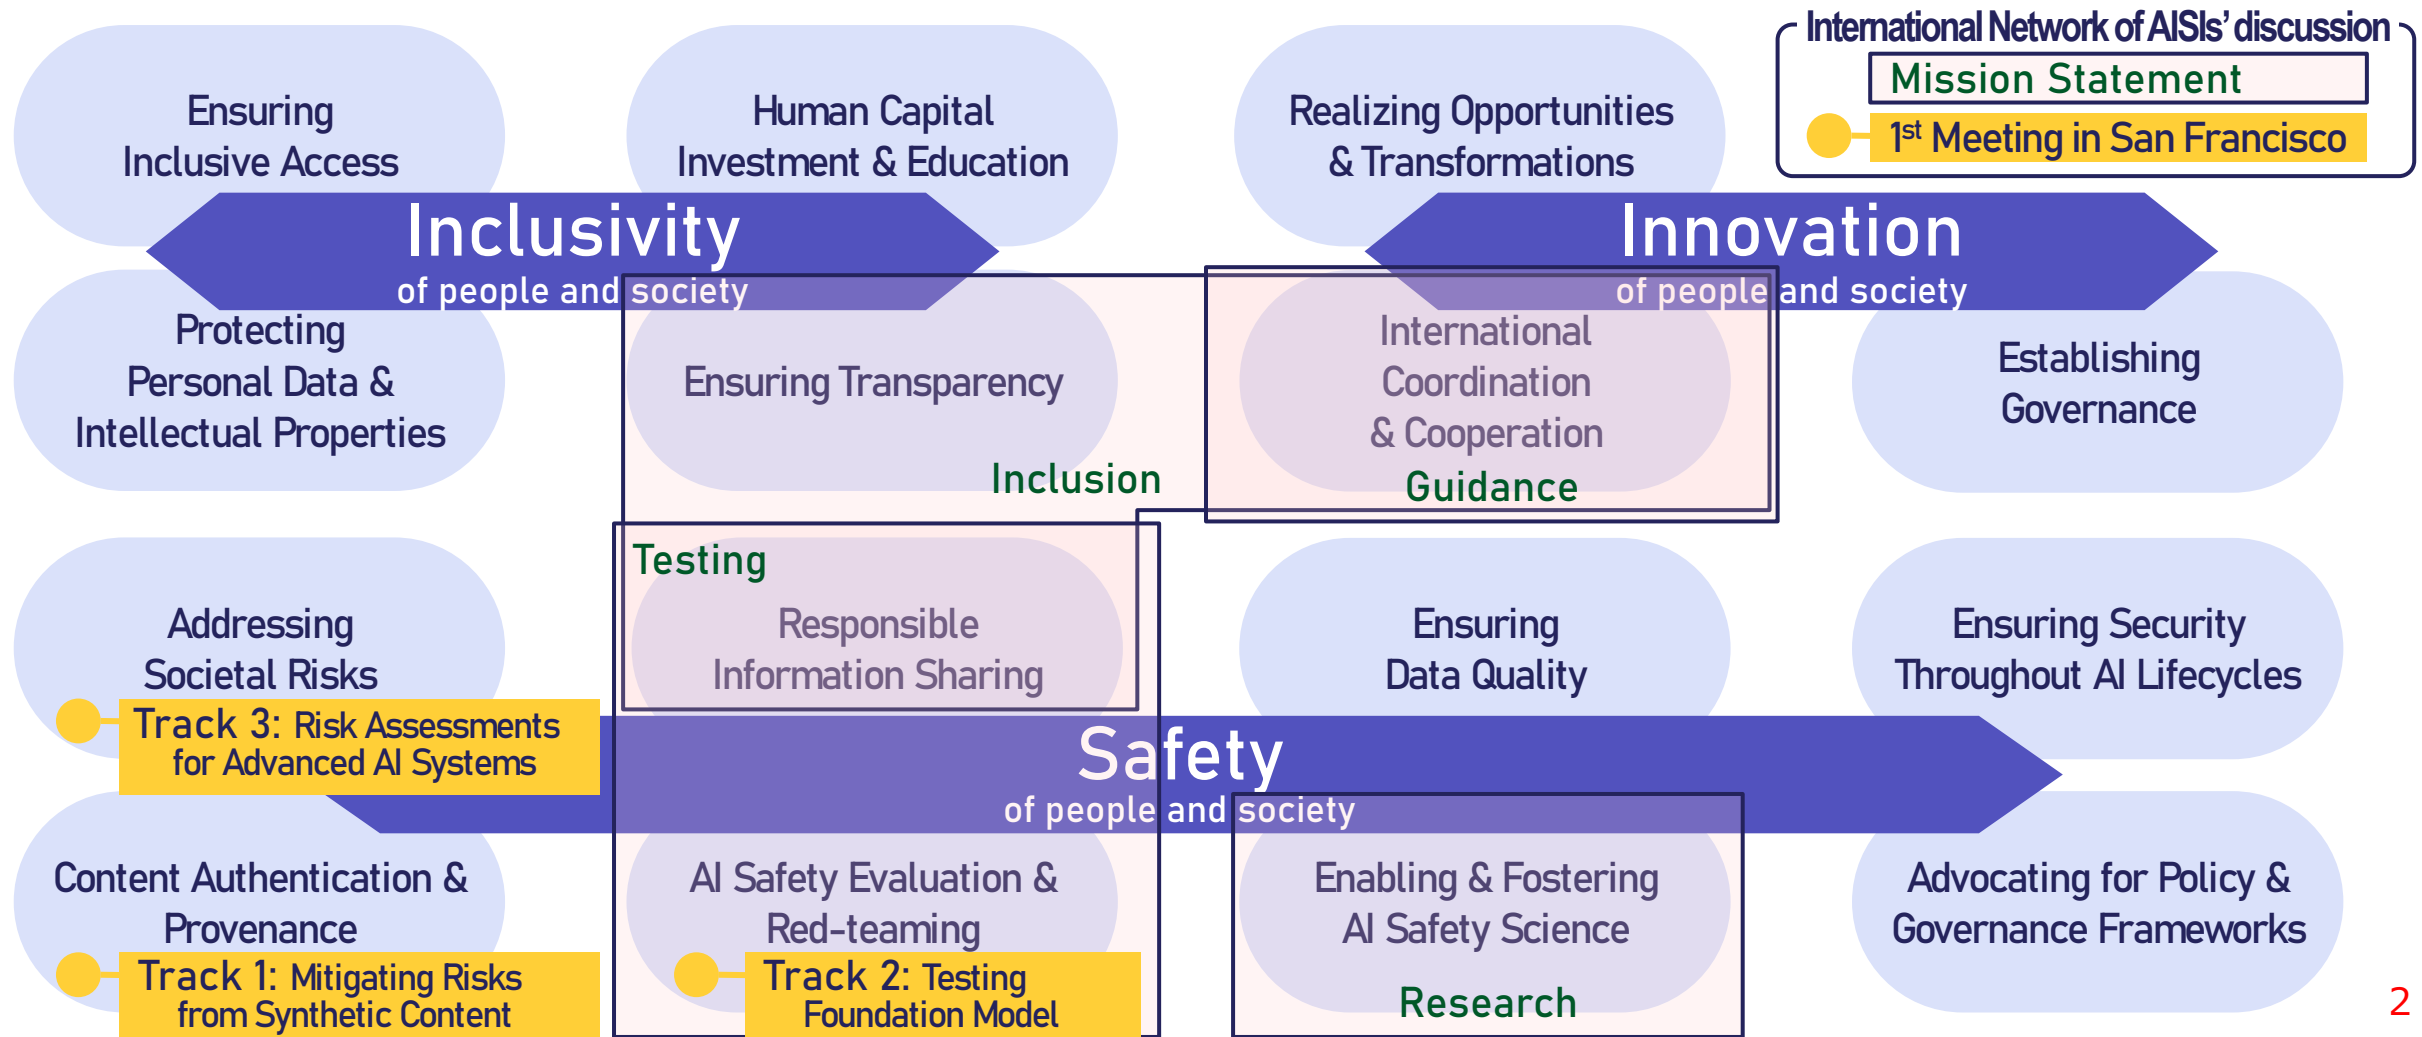 International Network of AISIs' discussion
Mission Statement
1st Meeting in San Francisco
Ensuring
Inclusive Access
Human Capital
Investment & Education
Realizing Opportunities
& Transformations
Inclusivity
of people and society
Innovation
of people and society
Protecting
Personal Data &
Intellectual Properties
Ensuring Transparency
International
Coordination
& Cooperation
Establishing
Governance
Inclusion
Guidance
Testing
Addressing
Societal Risks
Responsible
Information Sharing
Ensuring
Data Quality
Ensuring Security
Throughout AI Lifecycles
Track 3: Risk Assessments
for Advanced AI Systems
Safety
of people and society
Content Authentication &
Provenance
AI Safety Evaluation &
Red-teaming
Enabling & Fostering
AI Safety Science
Advocating for Policy &
Governance Frameworks
Track 1: Mitigating Risks
from Synthetic Content
Track 2: Testing
Foundation Model
Research
2